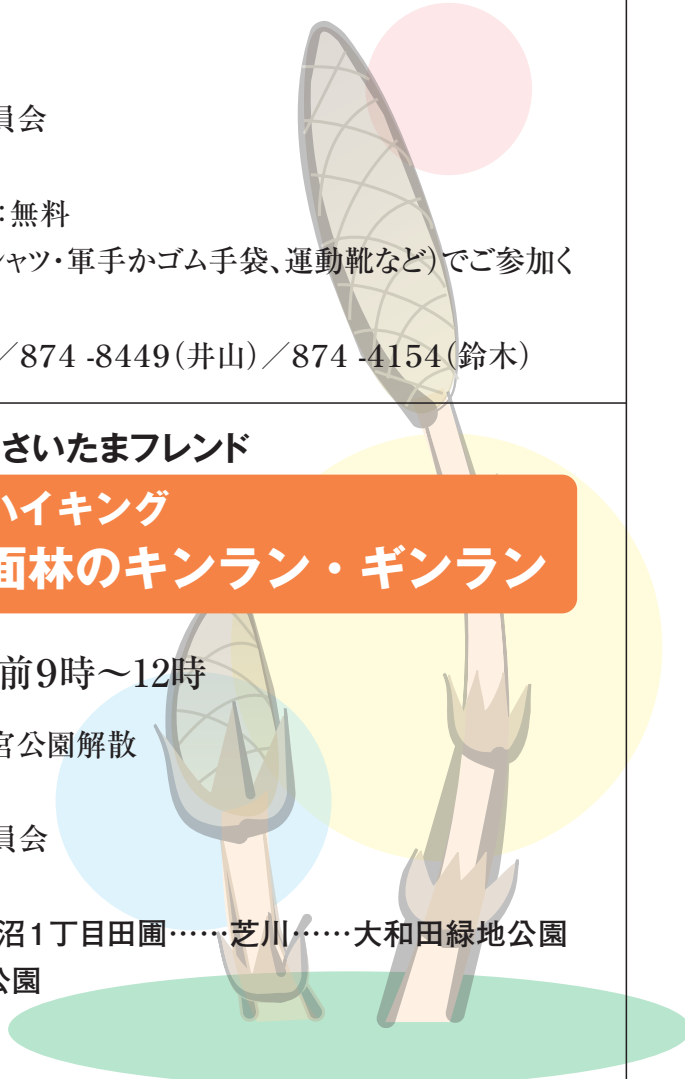 員会
：無料
シャツ・軍手かゴム手袋、運動靴など）でご参加く
／874-8449（井山）／874-4154（鈴木）
さいたまフレンド
ハイキング
面林のキンラン・ギンラン
前9時～12時
宮公園解散
員会
沼1丁目田圃……芝川……大和田緑地公園
公園